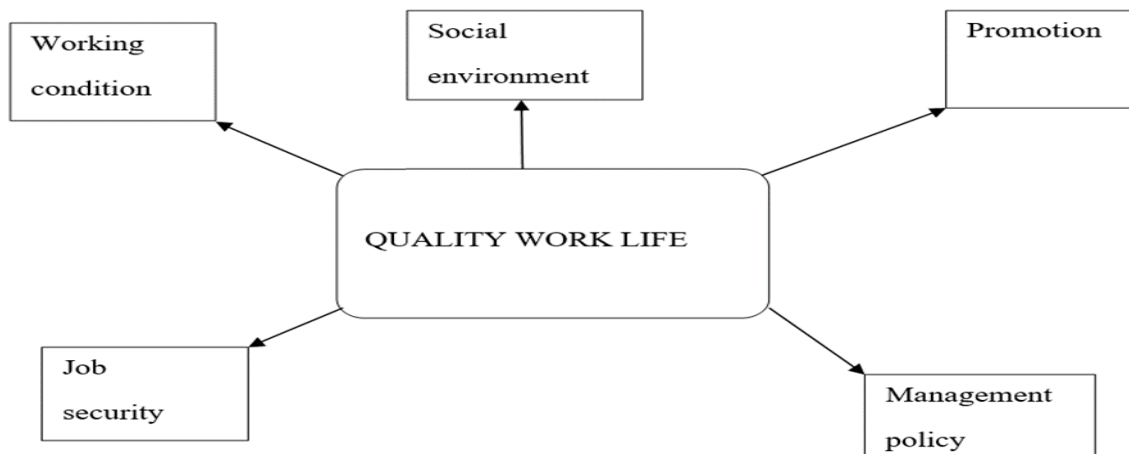 Working
condition
Social
environment
Promotion
QUALITY WORK LIFE
Job
security
Management
policy